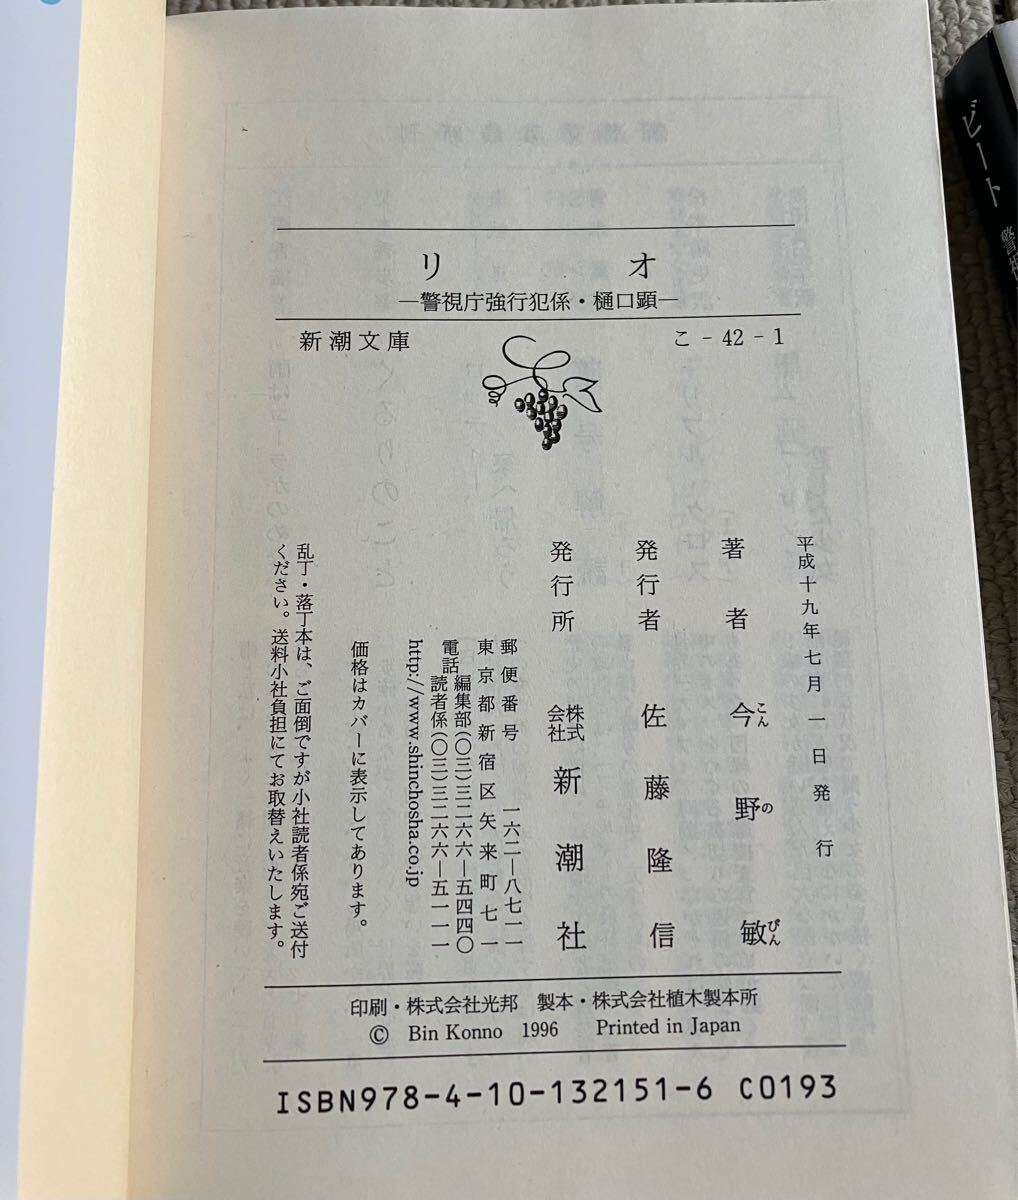 リオ
―警視庁強行犯係・樋口顕―
新潮文庫
こ-42-1
平成十九年七月一日発行
著者 今野敏
こん の びん
発行者 佐藤隆信
発行所 株式会社 新潮社
郵便番号 一六二―八七一一
東京都新宿区矢来町七一
電話 編集部(〇三)三二六六―五四四〇
読者係(〇三)三二六六―五一一一
http://www.shinchosha.co.jp
価格はカバーに表示してあります。
乱丁・落丁本は、ご面倒ですが小社読者係宛ご送付
ください。送料小社負担にてお取替えいたします。
印刷・株式会社光邦 製本・株式会社植木製本所
© Bin Konno 1996 Printed in Japan
ISBN978-4-10-132151-6 C0193
ビート
警視